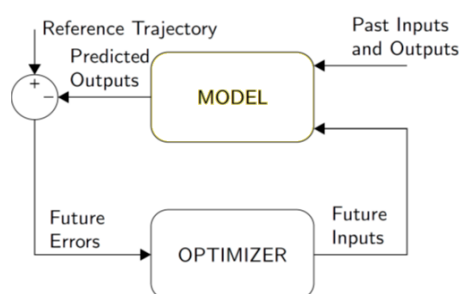 Reference Trajectory
Past Inputs
and Outputs
Predicted
Outputs
+
−
MODEL
Future
Errors
OPTIMIZER
Future
Inputs